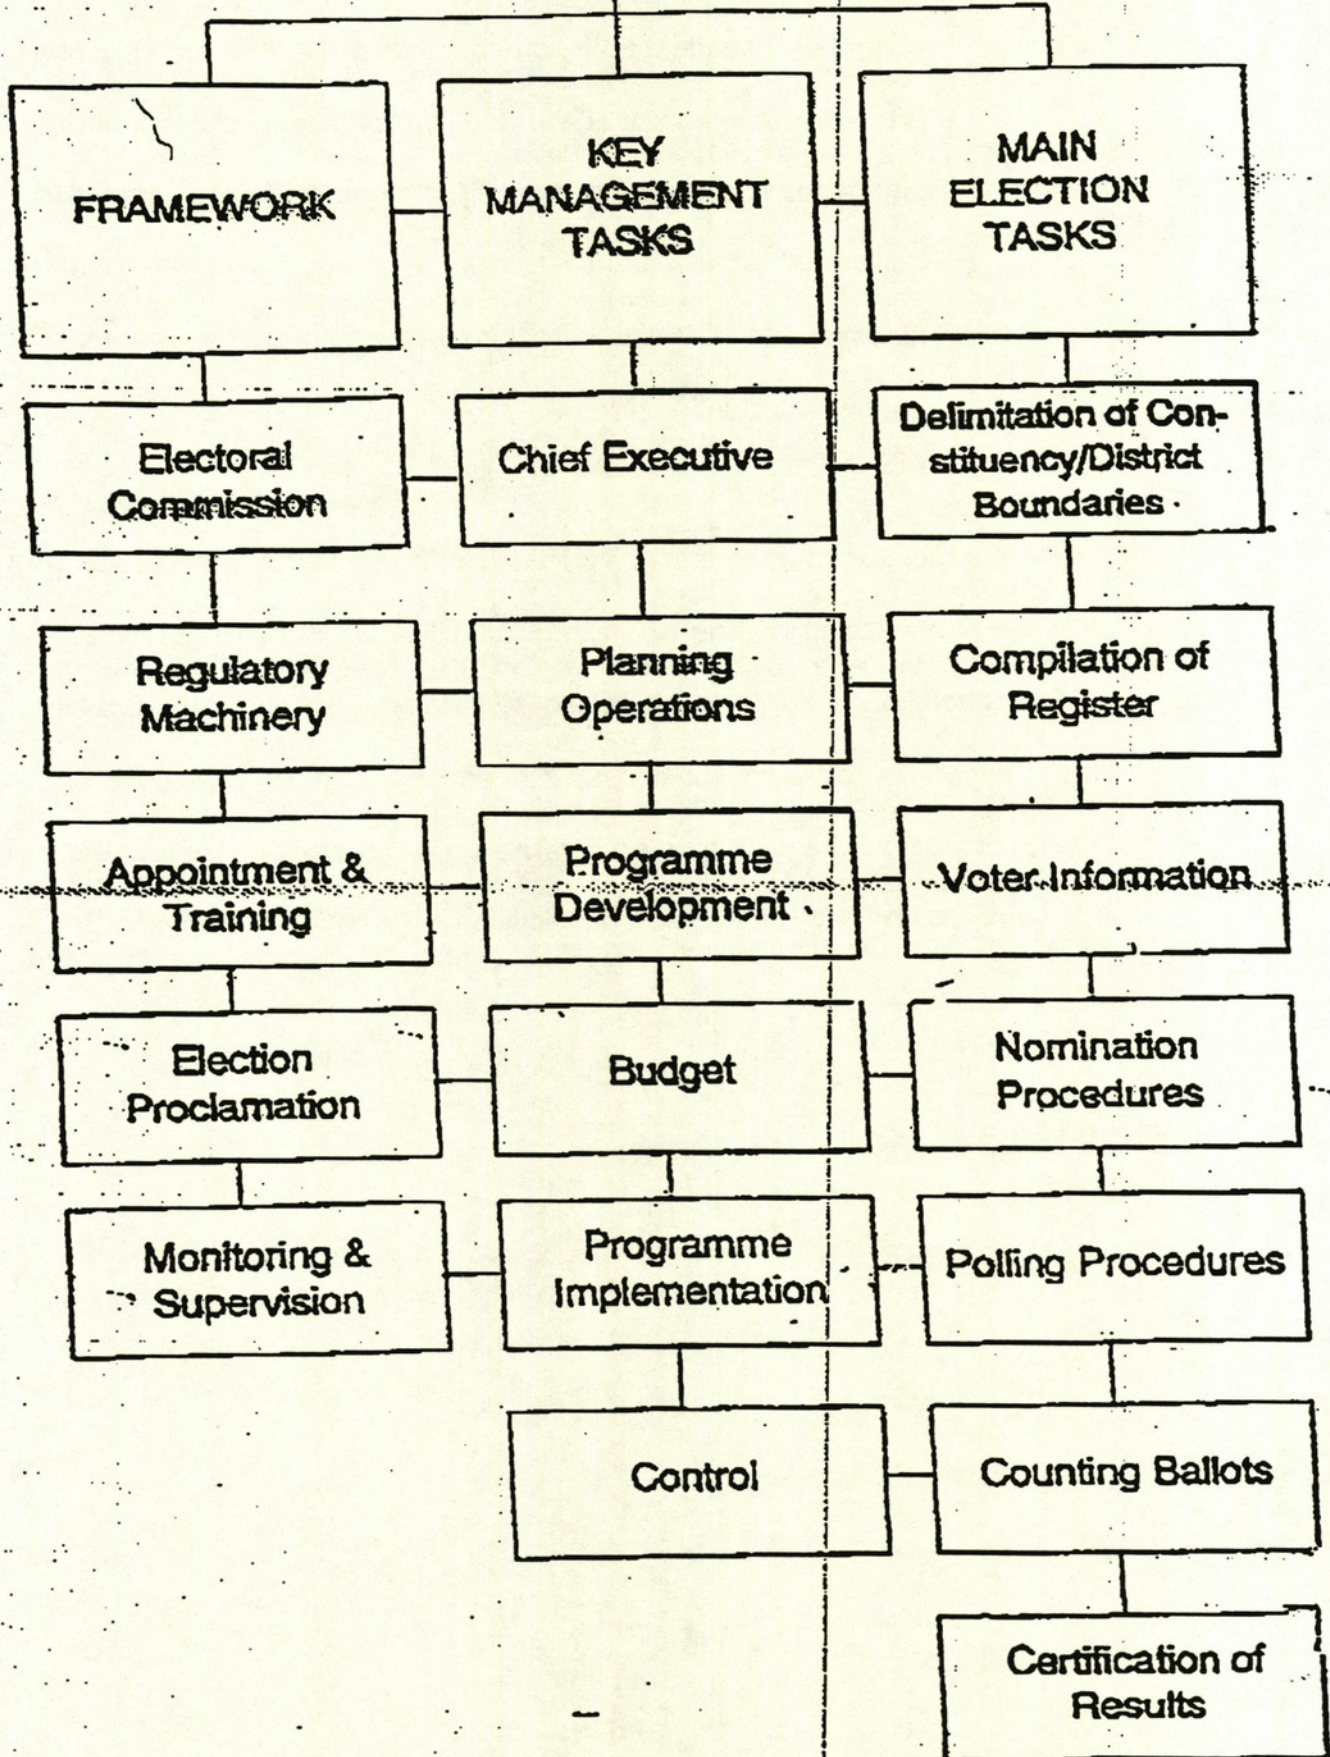 FRAMEWORK
KEY
MANAGEMENT
TASKS
MAIN
ELECTION
TASKS
Electoral
Commission
Chief Executive
Delimitation of Con-
stituency/District
Boundaries
Regulatory
Machinery
Planning
Operations
Compilation of
Register
Appointment &
Training
Programme
Development
Voter Information
Election
Proclamation
Budget
Nomination
Procedures
Monitoring &
Supervision
Programme
Implementation
Polling Procedures
Control
Counting Ballots
Certification of
Results